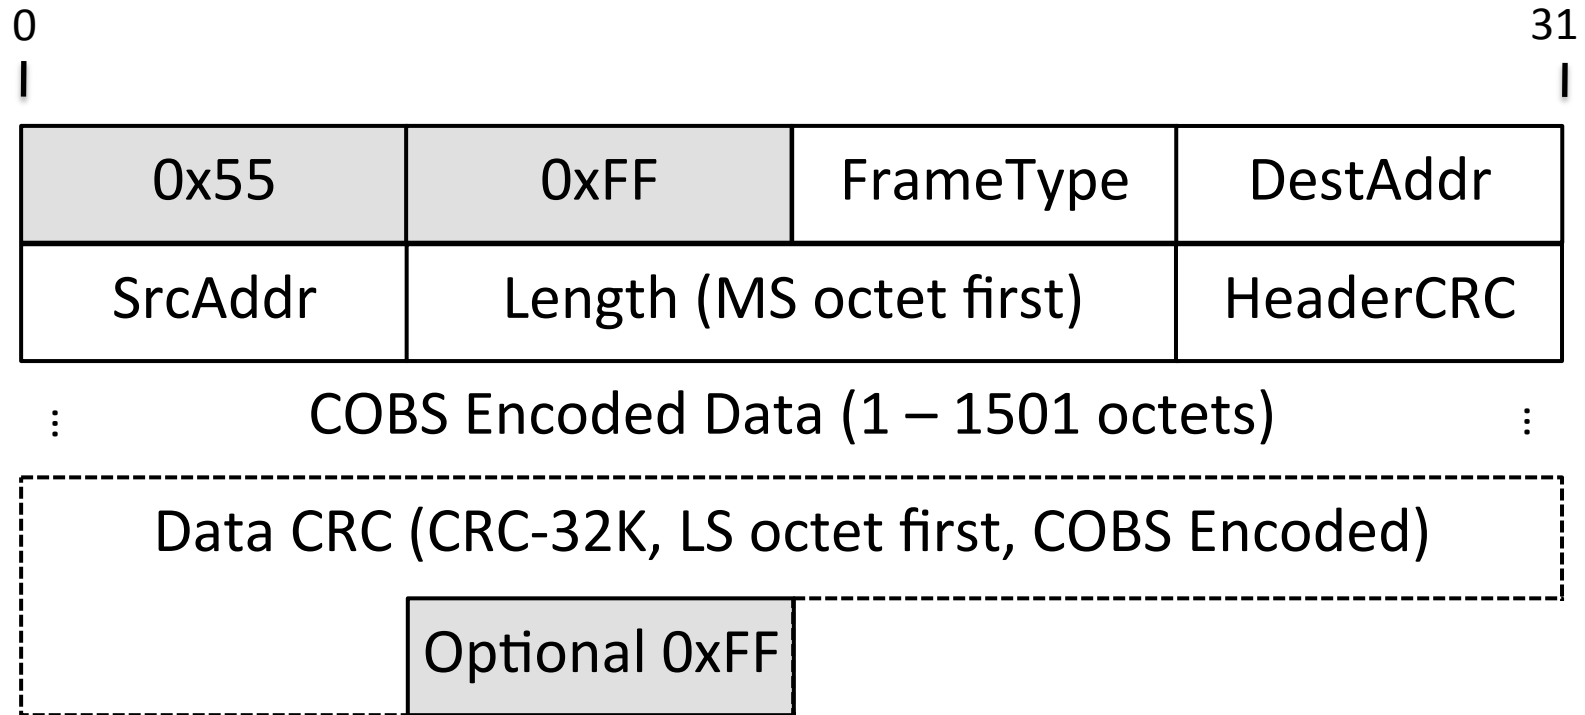 0 31
0x55 0xFF FrameType DestAddr
SrcAddr Length (MS octet first) HeaderCRC
⋮ COBS Encoded Data (1 – 1501 octets) ⋮
Data CRC (CRC-32K, LS octet first, COBS Encoded)
Optional 0xFF